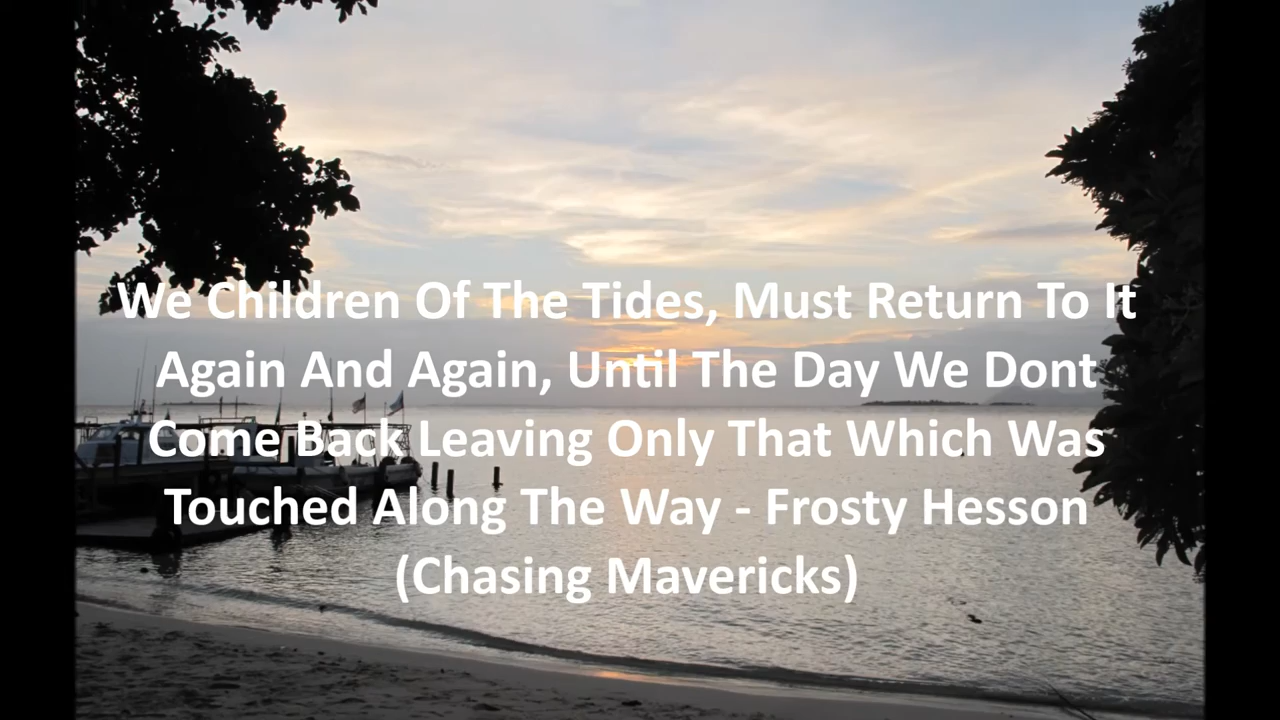 We Children Of The Tides, Must Return To It
Again And Again, Until The Day We Dont
Come Back Leaving Only That Which Was
Touched Along The Way - Frosty Hesson
(Chasing Mavericks)